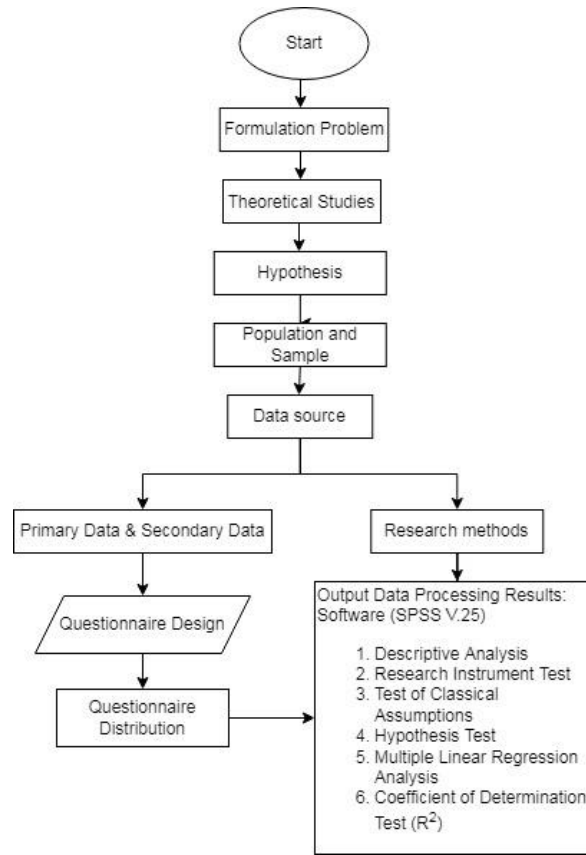 Start
Formulation Problem
Theoretical Studies
Hypothesis
Population and
Sample
Data source
Primary Data & Secondary Data
Research methods
Questionnaire Design
Questionnaire
Distribution
Output Data Processing Results:
Software (SPSS V.25)
1. Descriptive Analysis
2. Research Instrument Test
3. Test of Classical
Assumptions
4. Hypothesis Test
5. Multiple Linear Regression
Analysis
6. Coefficient of Determination
Test (R²)